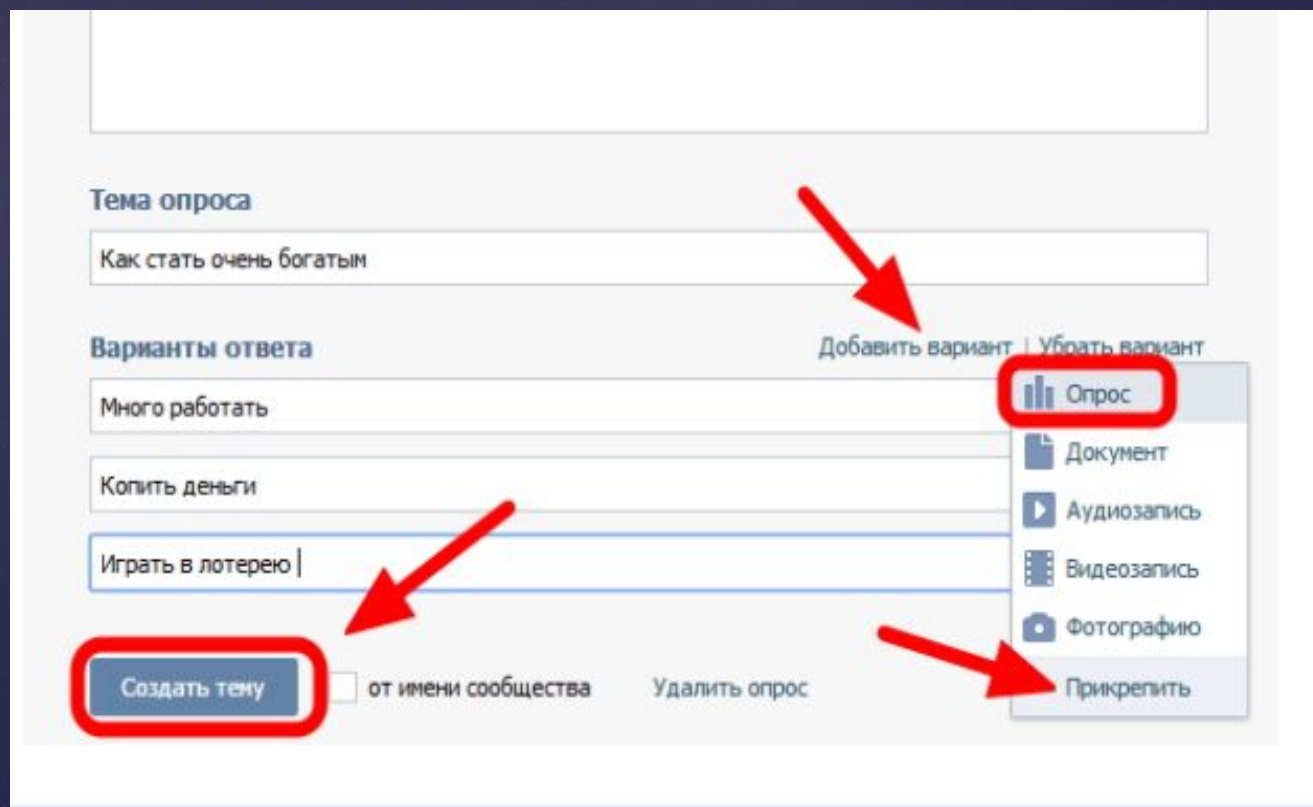 Тема опроса
Как стать очень богатым
Варианты ответа
Добавить вариант | Убрать вариант
Много работать
Копить деньги
Играть в лотерею
Опрос
Документ
Аудиозапись
Видеозапись
Фотографию
Прикрепить
Создать тему
от имени сообщества
Удалить опрос